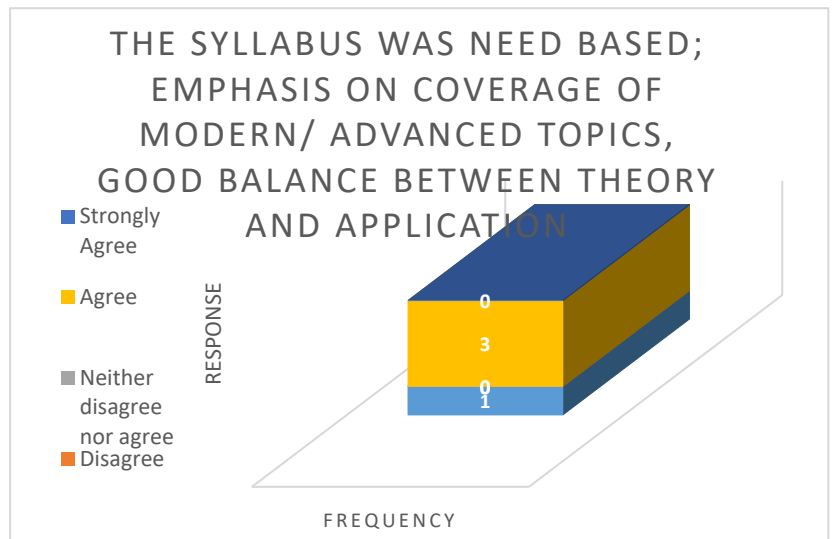 THE SYLLABUS WAS NEED BASED;
EMPHASIS ON COVERAGE OF
MODERN/ ADVANCED TOPICS,
GOOD BALANCE BETWEEN THEORY
AND APPLICATION
Strongly
Agree
Agree
Neither
disagree
nor agree
Disagree
RESPONSE
0
3
0
1
FREQUENCY